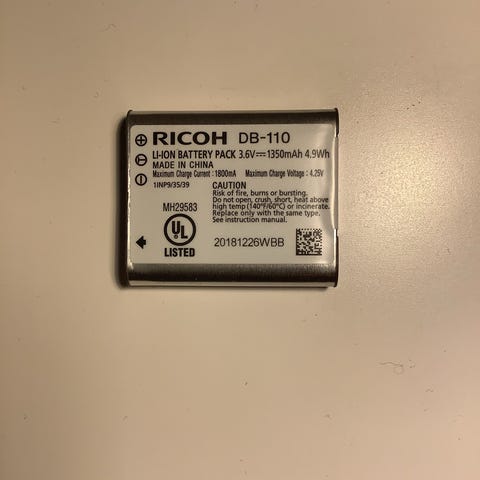 RICOH DB-110
LI-ION BATTERY PACK 3.6V⎓1350mAh 4.9Wh
MADE IN CHINA
Maximum Charge Current : 1800mA Maximum Charge Voltage : 4.25V
1INP9/35/39
CAUTION
Risk of fire, burns or bursting.
Do not open, crush, short, heat above
high temp (140°F/60°C) or incinerate.
Replace only with the same type.
See instruction manual.
MH29583
UL
LISTED
20181226WBB